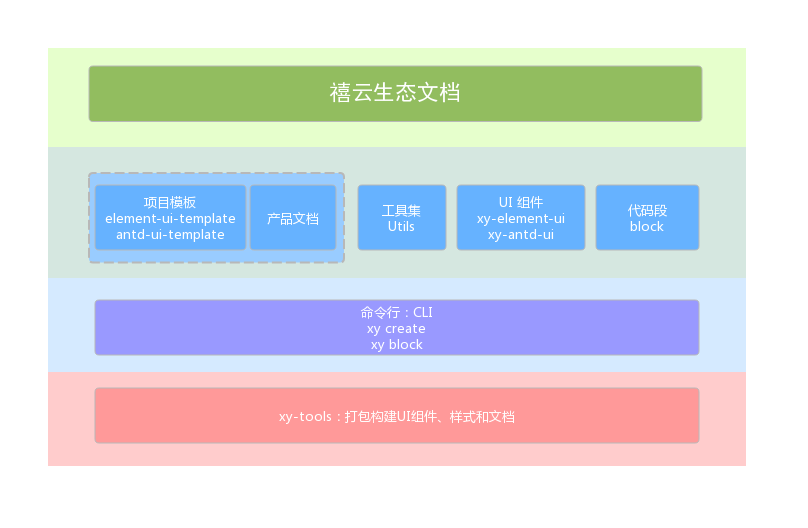 禧云生态文档
项目模板
element-ui-template
antd-ui-template
产品文档
工具集
Utils
UI 组件
xy-element-ui
xy-antd-ui
代码段
block
命令行：CLI
xy create
xy block
xy-tools：打包构建UI组件、样式和文档